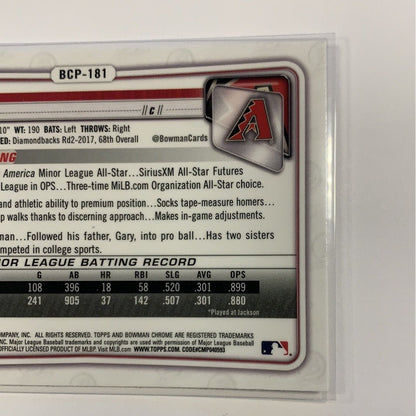 BCP-181
// C //
A
10" WT: 190 BATS: Left THROWS: Right
@BowmanCards
ED: Diamondbacks Rd2-2017, 68th Overall
NG
America Minor League All-Star...SiriusXM All-Star Futures
League in OPS...Three-time MiLB.com Organization All-Star choice.
and athletic ability to premium position...Socks tape-measure homers...
p walks thanks to discerning approach...Makes in-game adjustments.
man...Followed his father, Gary, into pro ball...Has two sisters
mpeted in college sports.
OR LEAGUE BATTING RECORD
G AB HR RBI SLG AVG OPS
108 396 18 58 .520 .301 .899
241 905 37 142 .507 .301 .880
*Played at Jackson
COMPANY, INC. ALL RIGHTS RESERVED. TOPPS AND BOWMAN CHROME ARE REGISTERED TRADEMARKS
INC. Major League Baseball trademarks and copyrights are used with permission of Major League Baseball
OFFICIALLY LICENSED PRODUCT OF MLBP. Visit MLB.com WWW.TOPPS.COM. CODE#CMP040593